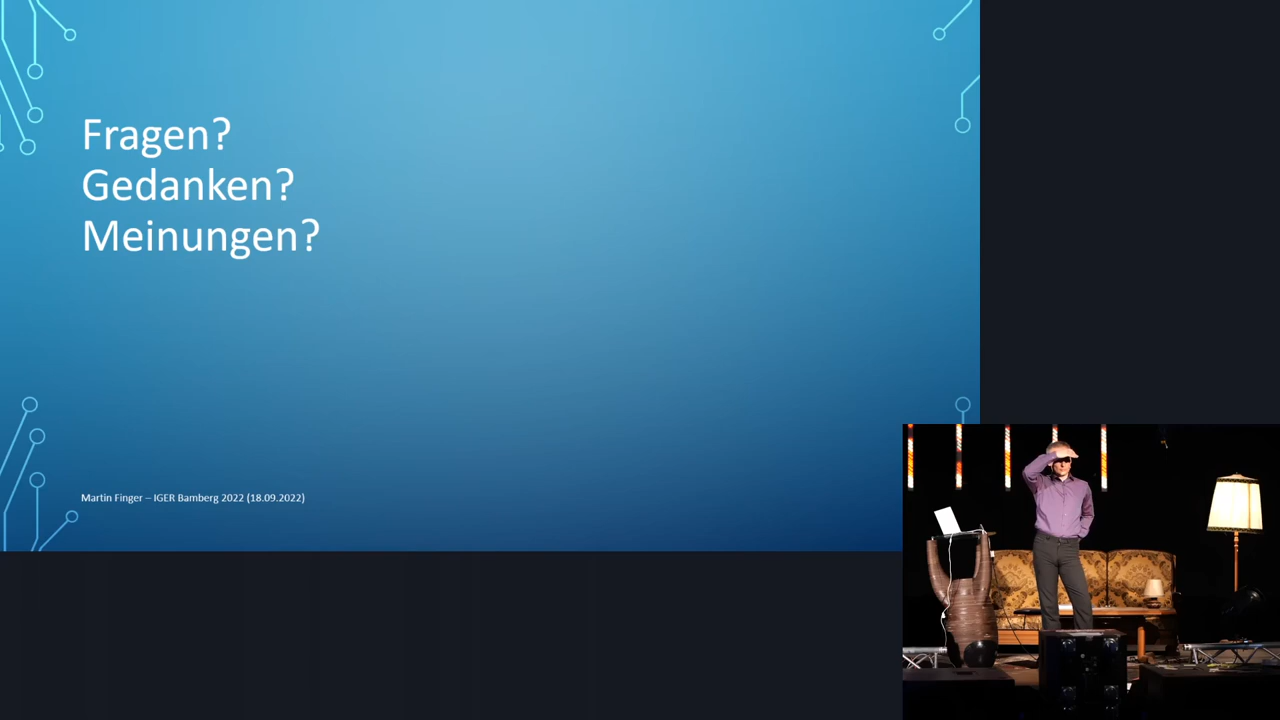 Fragen?
Gedanken?
Meinungen?
Martin Finger – IGER Bamberg 2022 (18.09.2022)